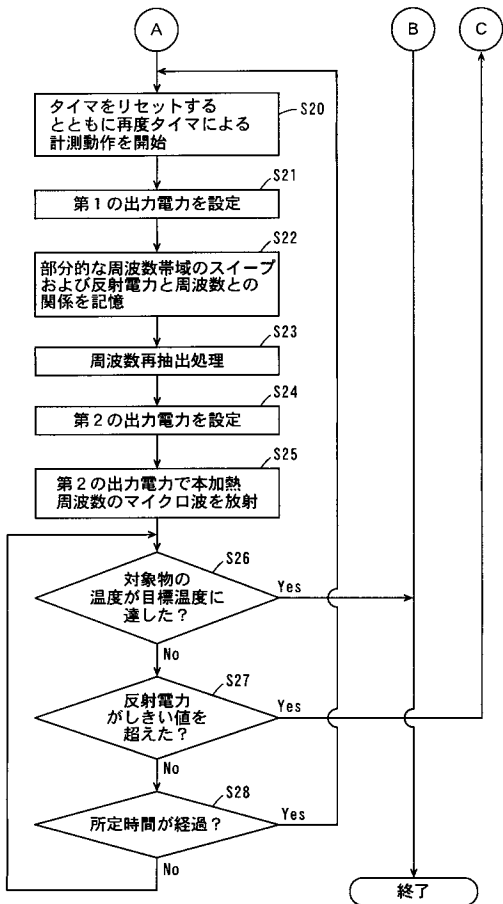 A
B
C
タイマをリセットする
とともに再度タイマによる
計測動作を開始
S20
S21
第1の出力電力を設定
S22
部分的な周波数帯域のスイープ
および反射電力と周波数との
関係を記憶
S23
周波数再抽出処理
S24
第2の出力電力を設定
S25
第2の出力電力で本加熱
周波数のマイクロ波を放射
S26
対象物の
温度が目標温度に
達した?
Yes
No
S27
反射電力
がしきい値を
超えた?
Yes
No
S28
所定時間が経過?
Yes
No
終了